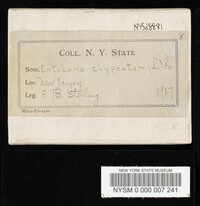 NYSf8891
COLL. N. Y. STATE
Nom. Entoloma clypeatum
Loc. New Jersey
Leg. E. B. Sterling
NEW YORK STATE MUSEUM
NYSM 0 000 007 241